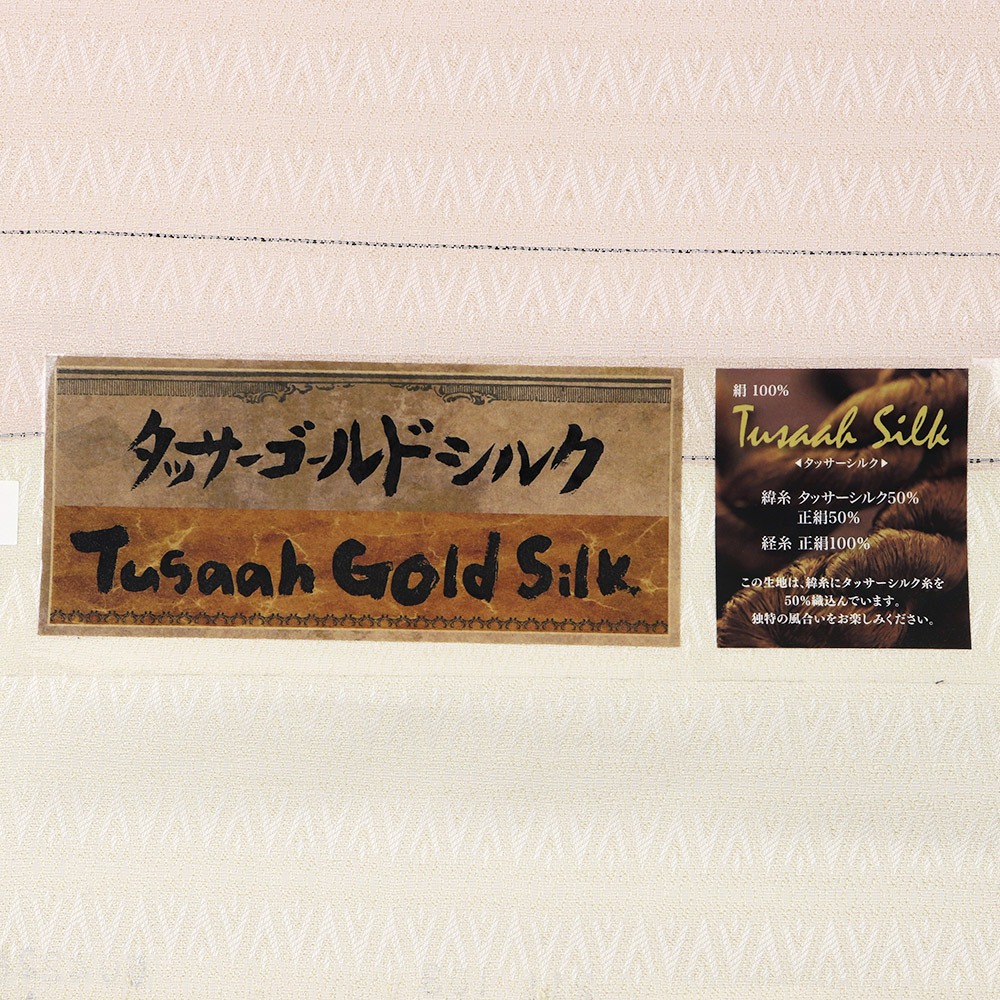 タッサーゴールドシルク
Tusaah Gold Silk
絹 100%
Tusaah Silk
◀タッサーシルク▶
緯糸 タッサーシルク50%
正絹50%
経糸 正絹100%
この生地は、緯糸にタッサーシルク糸を
50%織込んでいます。
独特の風合いをお楽しみください。